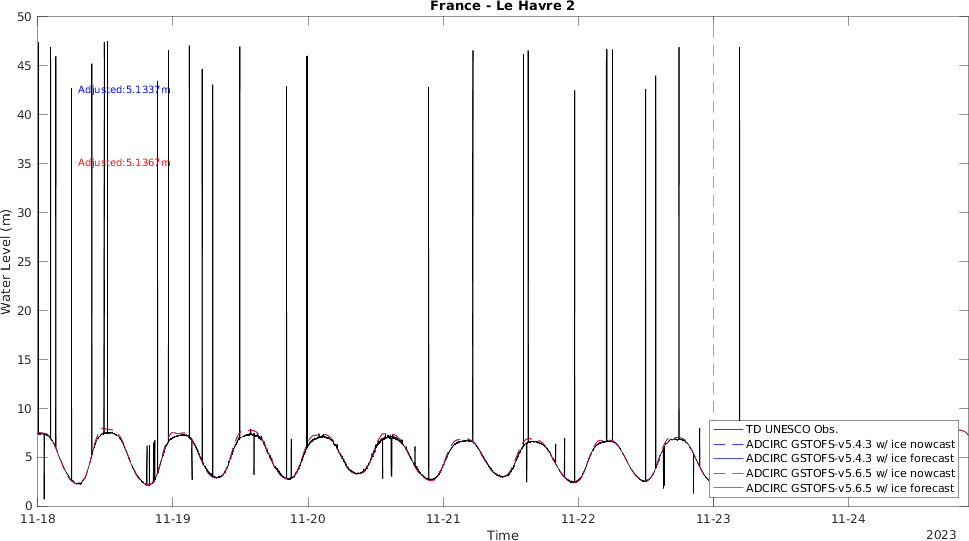 France - Le Havre 2
50
45
40
35
30
25
20
15
10
5
0
Water Level (m)
Adjusted:5.1337m
Adjusted:5.1367m
TD UNESCO Obs.
ADCIRC GSTOFS-v5.4.3 w/ ice nowcast
ADCIRC GSTOFS-v5.4.3 w/ ice forecast
ADCIRC GSTOFS-v5.6.5 w/ ice nowcast
ADCIRC GSTOFS-v5.6.5 w/ ice forecast
11-18 11-19 11-20 11-21 11-22 11-23 11-24
Time
2023